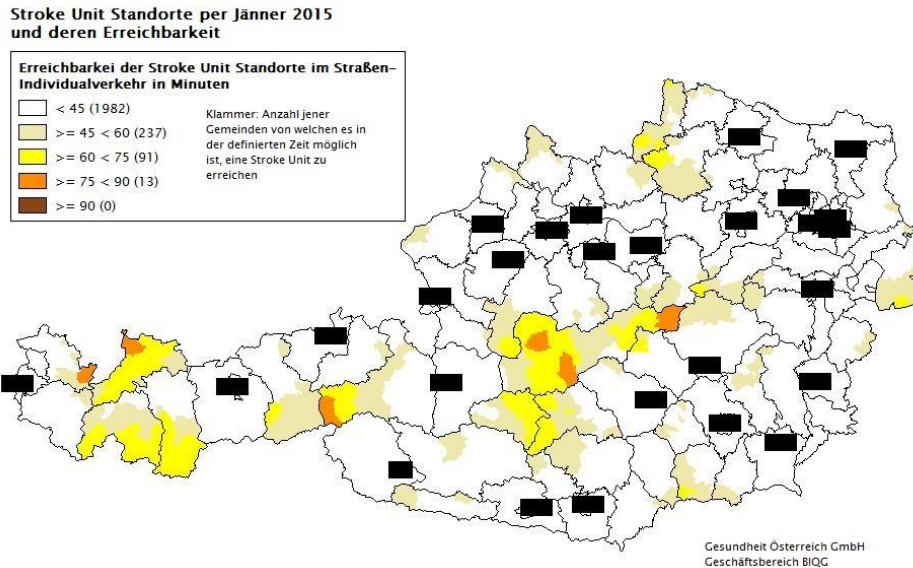 Stroke Unit Standorte per Jänner 2015
und deren Erreichbarkeit
Erreichbarkei der Stroke Unit Standorte im Straßen-
Individualverkehr in Minuten
< 45 (1982)
>= 45 < 60 (237)
>= 60 < 75 (91)
>= 75 < 90 (13)
>= 90 (0)
Klammer: Anzahl jener
Gemeinden von welchen es in
der definierten Zeit möglich
ist, eine Stroke Unit zu
erreichen
Gesundheit Österreich GmbH
Geschäftsbereich BIQG